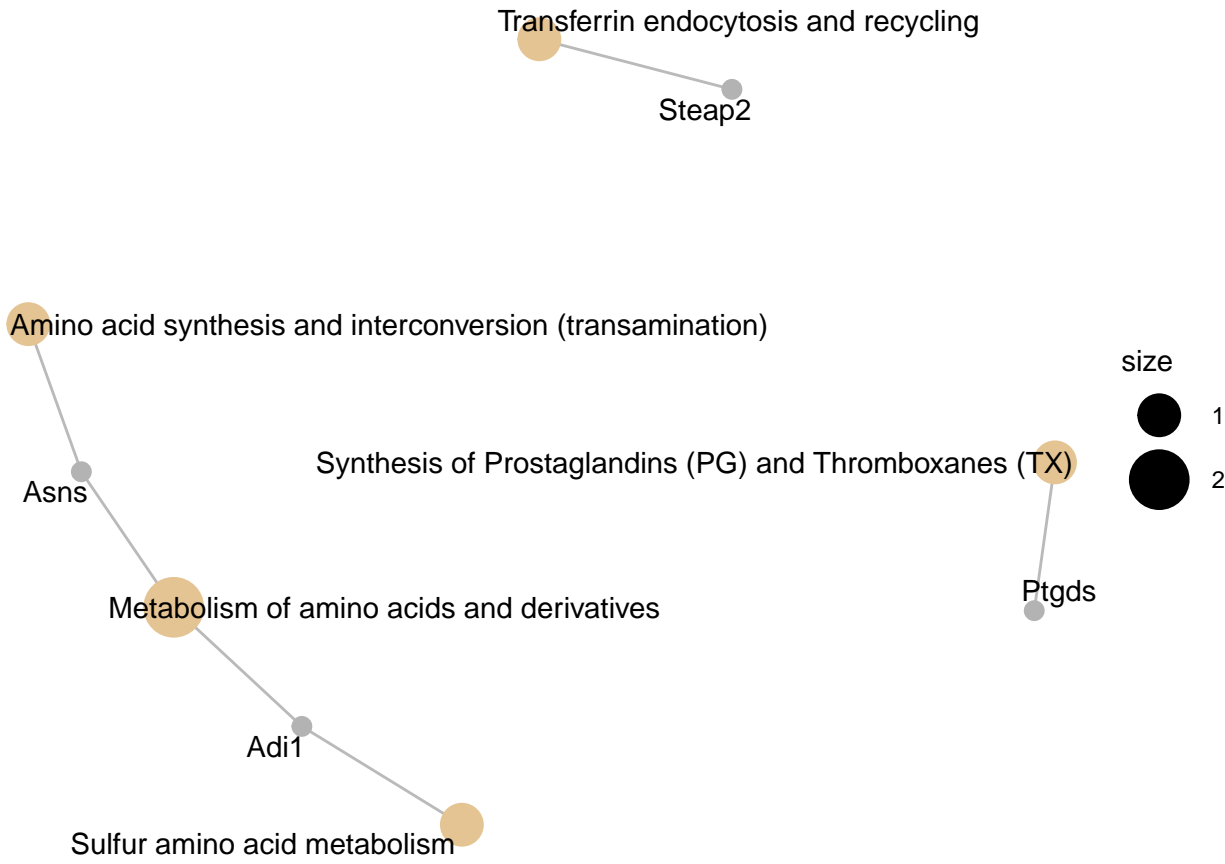 Transferrin endocytosis and recycling
Steap2
Amino acid synthesis and interconversion (transamination)
size
1
Synthesis of Prostaglandins (PG) and Thromboxanes (TX)
2
Asns
Ptgds
Metabolism of amino acids and derivatives
Adi1
Sulfur amino acid metabolism